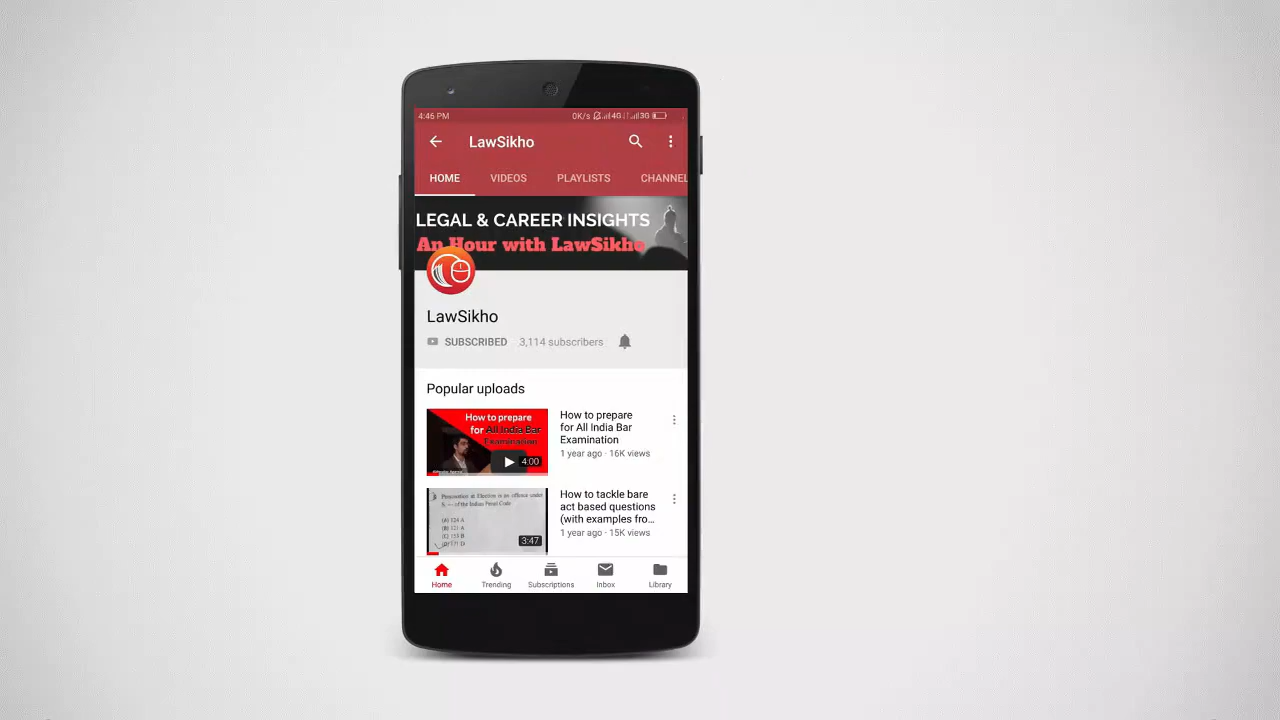 4:46 PM
0K/s 4G 3G
LawSikho
HOME VIDEOS PLAYLISTS CHANNEL
LEGAL & CAREER INSIGHTS
An Hour with LawSikho
LawSikho
SUBSCRIBED 3,114 subscribers
Popular uploads
How to prepare
for All India Bar
Examination
4:00
How to prepare
for All India Bar
Examination
1 year ago · 16K views
3:47
How to tackle bare
act based questions
(with examples fro...
1 year ago · 15K views
Home Trending Subscriptions Inbox Library